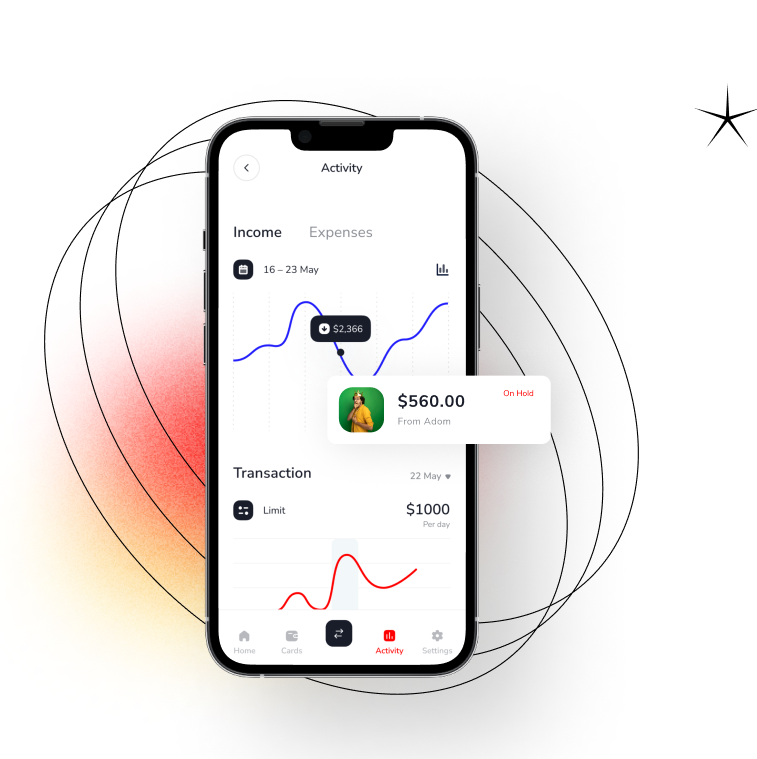 Activity
Income Expenses
16 – 23 May
$2,366
$560.00 On Hold
From Adom
Transaction 22 May
Limit $1000
Per day
Home Cards Activity Settings